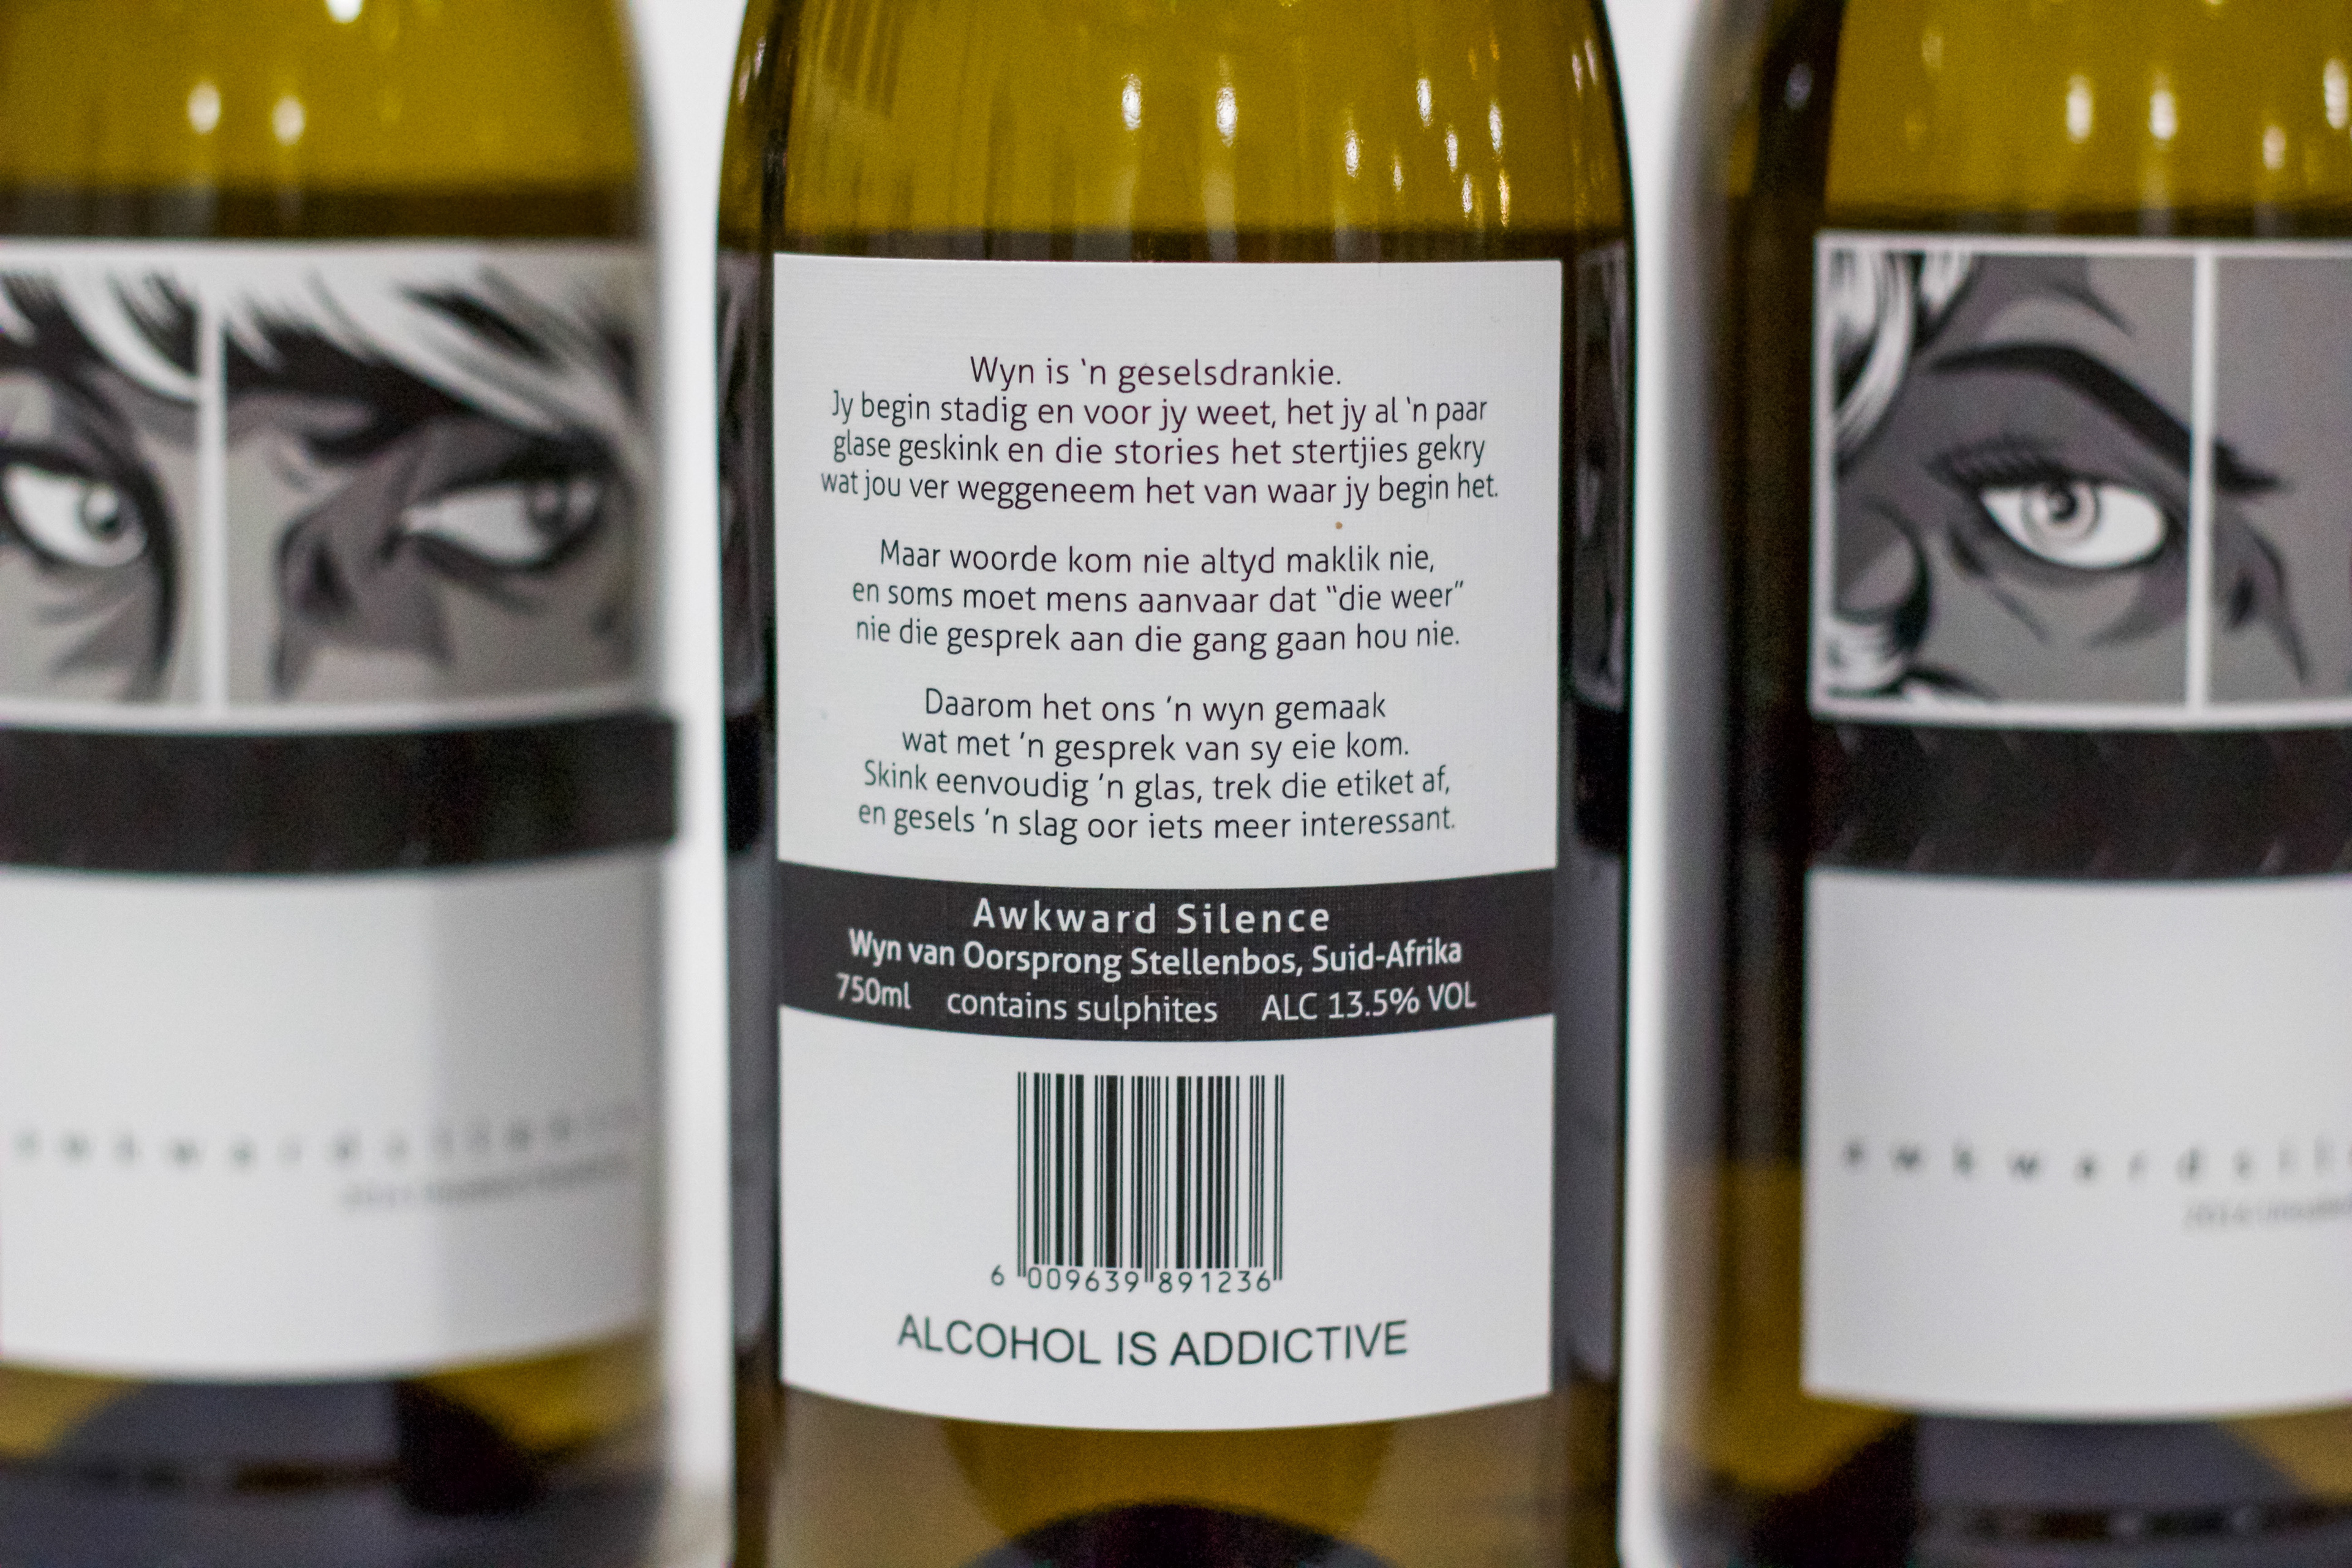 Wyn is 'n geselsdrankie.
Jy begin stadig en voor jy weet, het jy al 'n paar
glase geskink en die stories het stertjies gekry
wat jou ver weggeneem het van waar jy begin het.
Maar woorde kom nie altyd maklik nie,
en soms moet mens aanvaar dat “die weer”
nie die gesprek aan die gang gaan hou nie.
Daarom het ons 'n wyn gemaak
wat met 'n gesprek van sy eie kom.
Skink eenvoudig 'n glas, trek die etiket af,
en gesels 'n slag oor iets meer interessant.
Awkward Silence
Wyn van Oorsprong Stellenbos, Suid-Afrika
750ml contains sulphites ALC 13.5% VOL
6 009639 891236
ALCOHOL IS ADDICTIVE